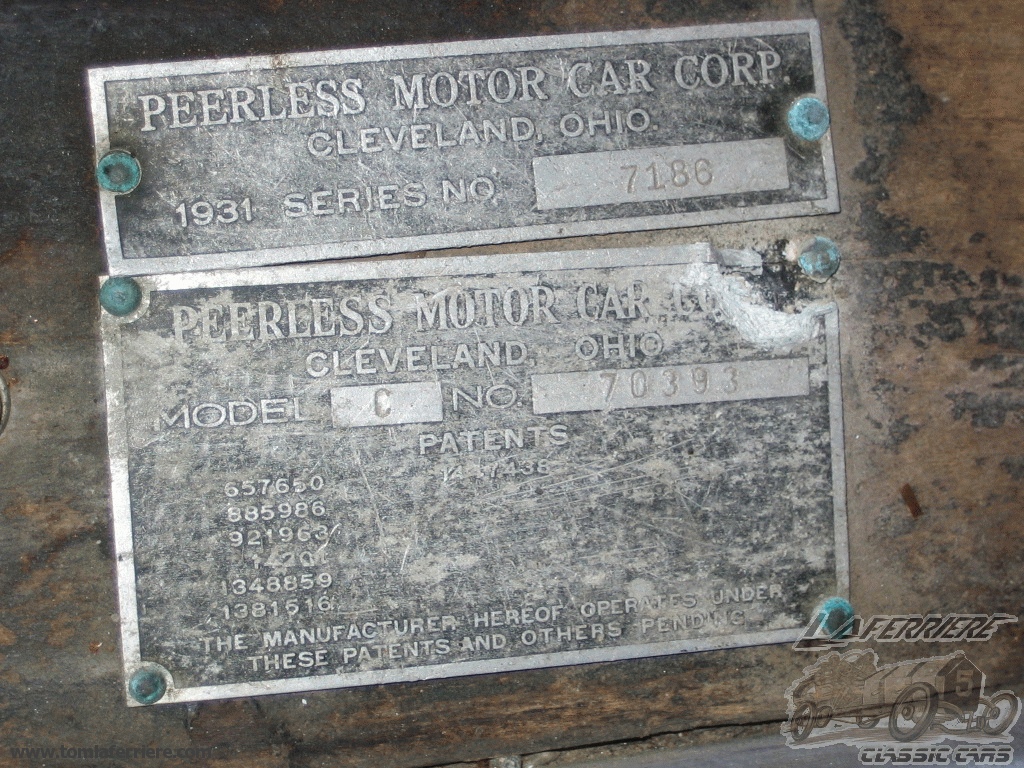 PEERLESS MOTOR CAR CORP.
CLEVELAND, OHIO.
1931 SERIES NO. 7186
PEERLESS MOTOR CAR
CLEVELAND, OHIO
MODEL C NO. 70393
PATENTS
657650
885986
921963
1348859
1381516
THE MANUFACTURER HEREOF OPERATES UNDER
THESE PATENTS AND OTHERS PENDING
LAFERRIERE
5
CLASSIC CARS
www.tomlaferriere.com